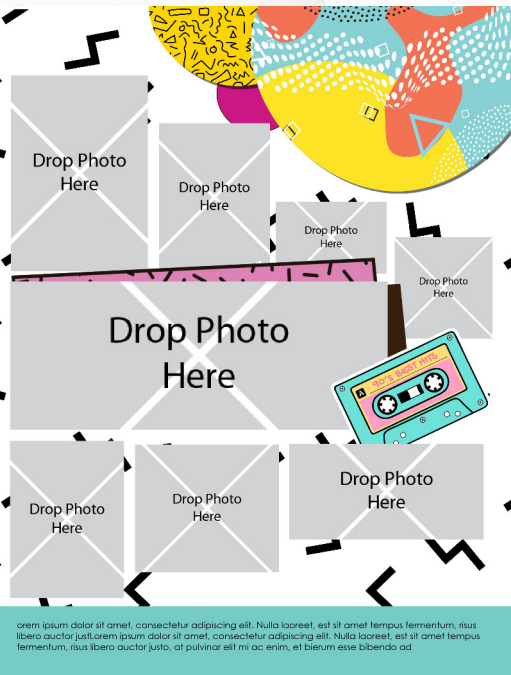 Drop Photo
Here
Drop Photo
Here
Drop Photo
Here
Drop Photo
Here
Drop Photo
Here
90'S BEST HITS
A
Drop Photo
Here
Drop Photo
Here
Drop Photo
Here
orem ipsum dolor sit amet, consectetur adipiscing elit. Nulla laoreet, est sit amet tempus fermentum, risus
libero auctor justLorem ipsum dolor sit amet, consectetur adipiscing elit. Nulla laoreet, est sit amet tempus
fermentum, risus libero auctor justo, at pulvinar elit mi ac enim, et bierum esse bibendo ad